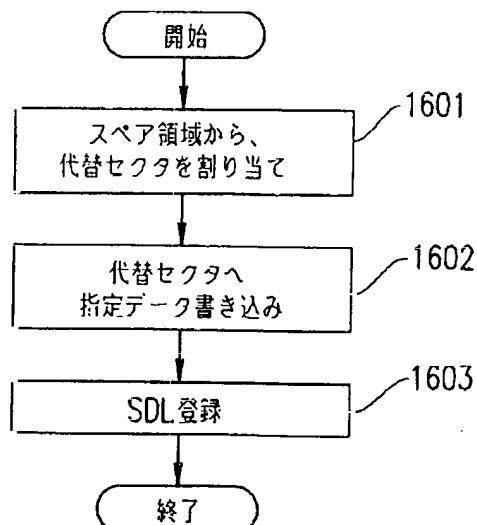 開始
1601
スペア領域から、
代替セクタを割り当て
1602
代替セクタへ
指定データ書き込み
1603
SDL登録
終了